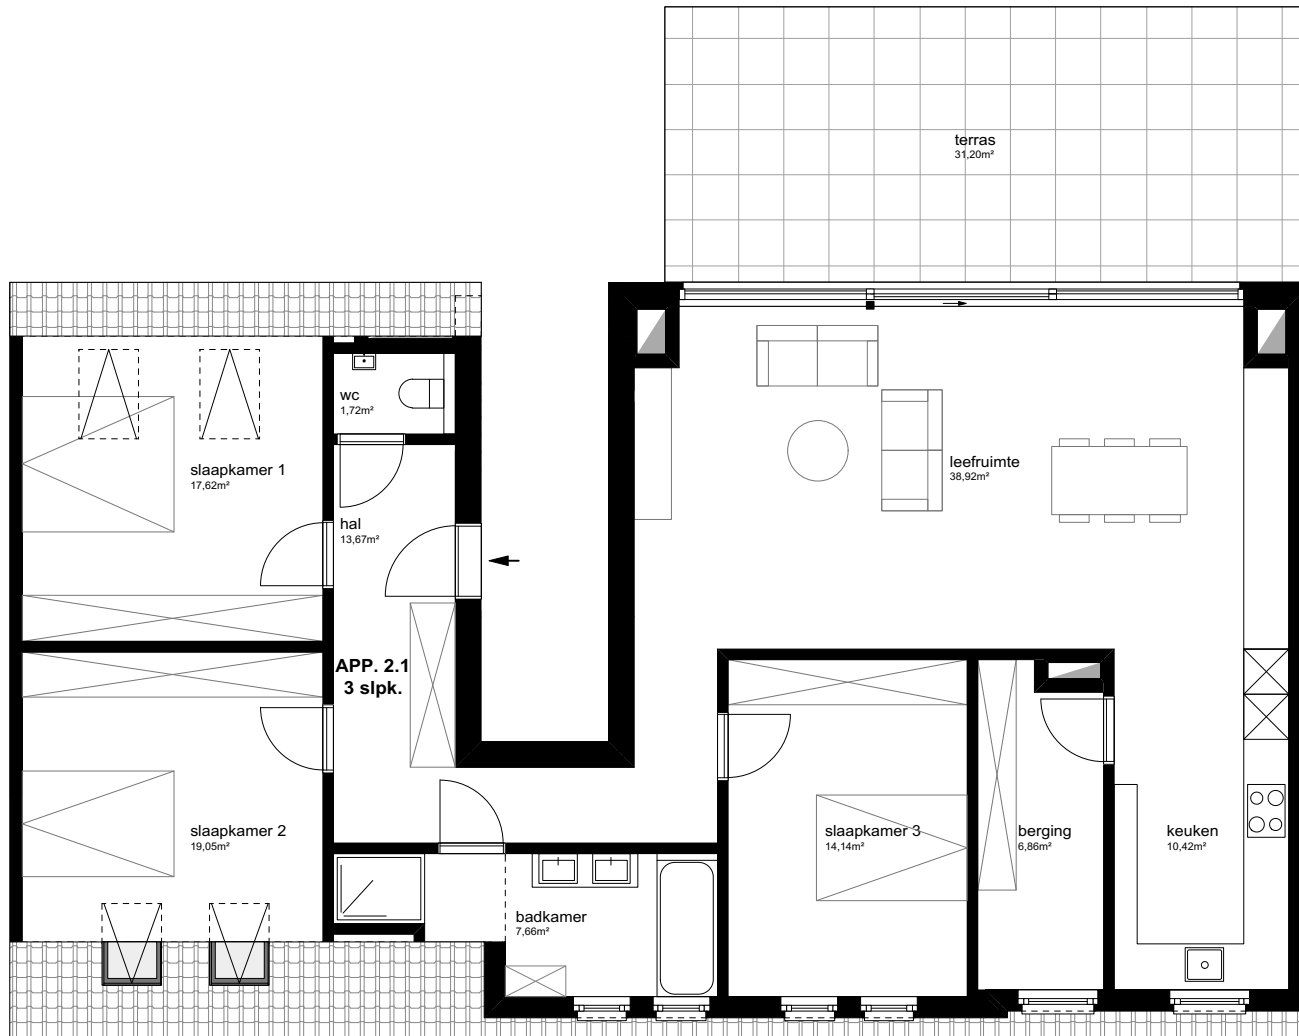 terras
31,20m²
wc
1,72m²
slaapkamer 1
17,62m²
leefruimte
38,92m²
hal
13,67m²
APP. 2.1
3 slpk.
slaapkamer 2
19,05m²
slaapkamer 3
14,14m²
berging
6,86m²
keuken
10,42m²
badkamer
7,66m²